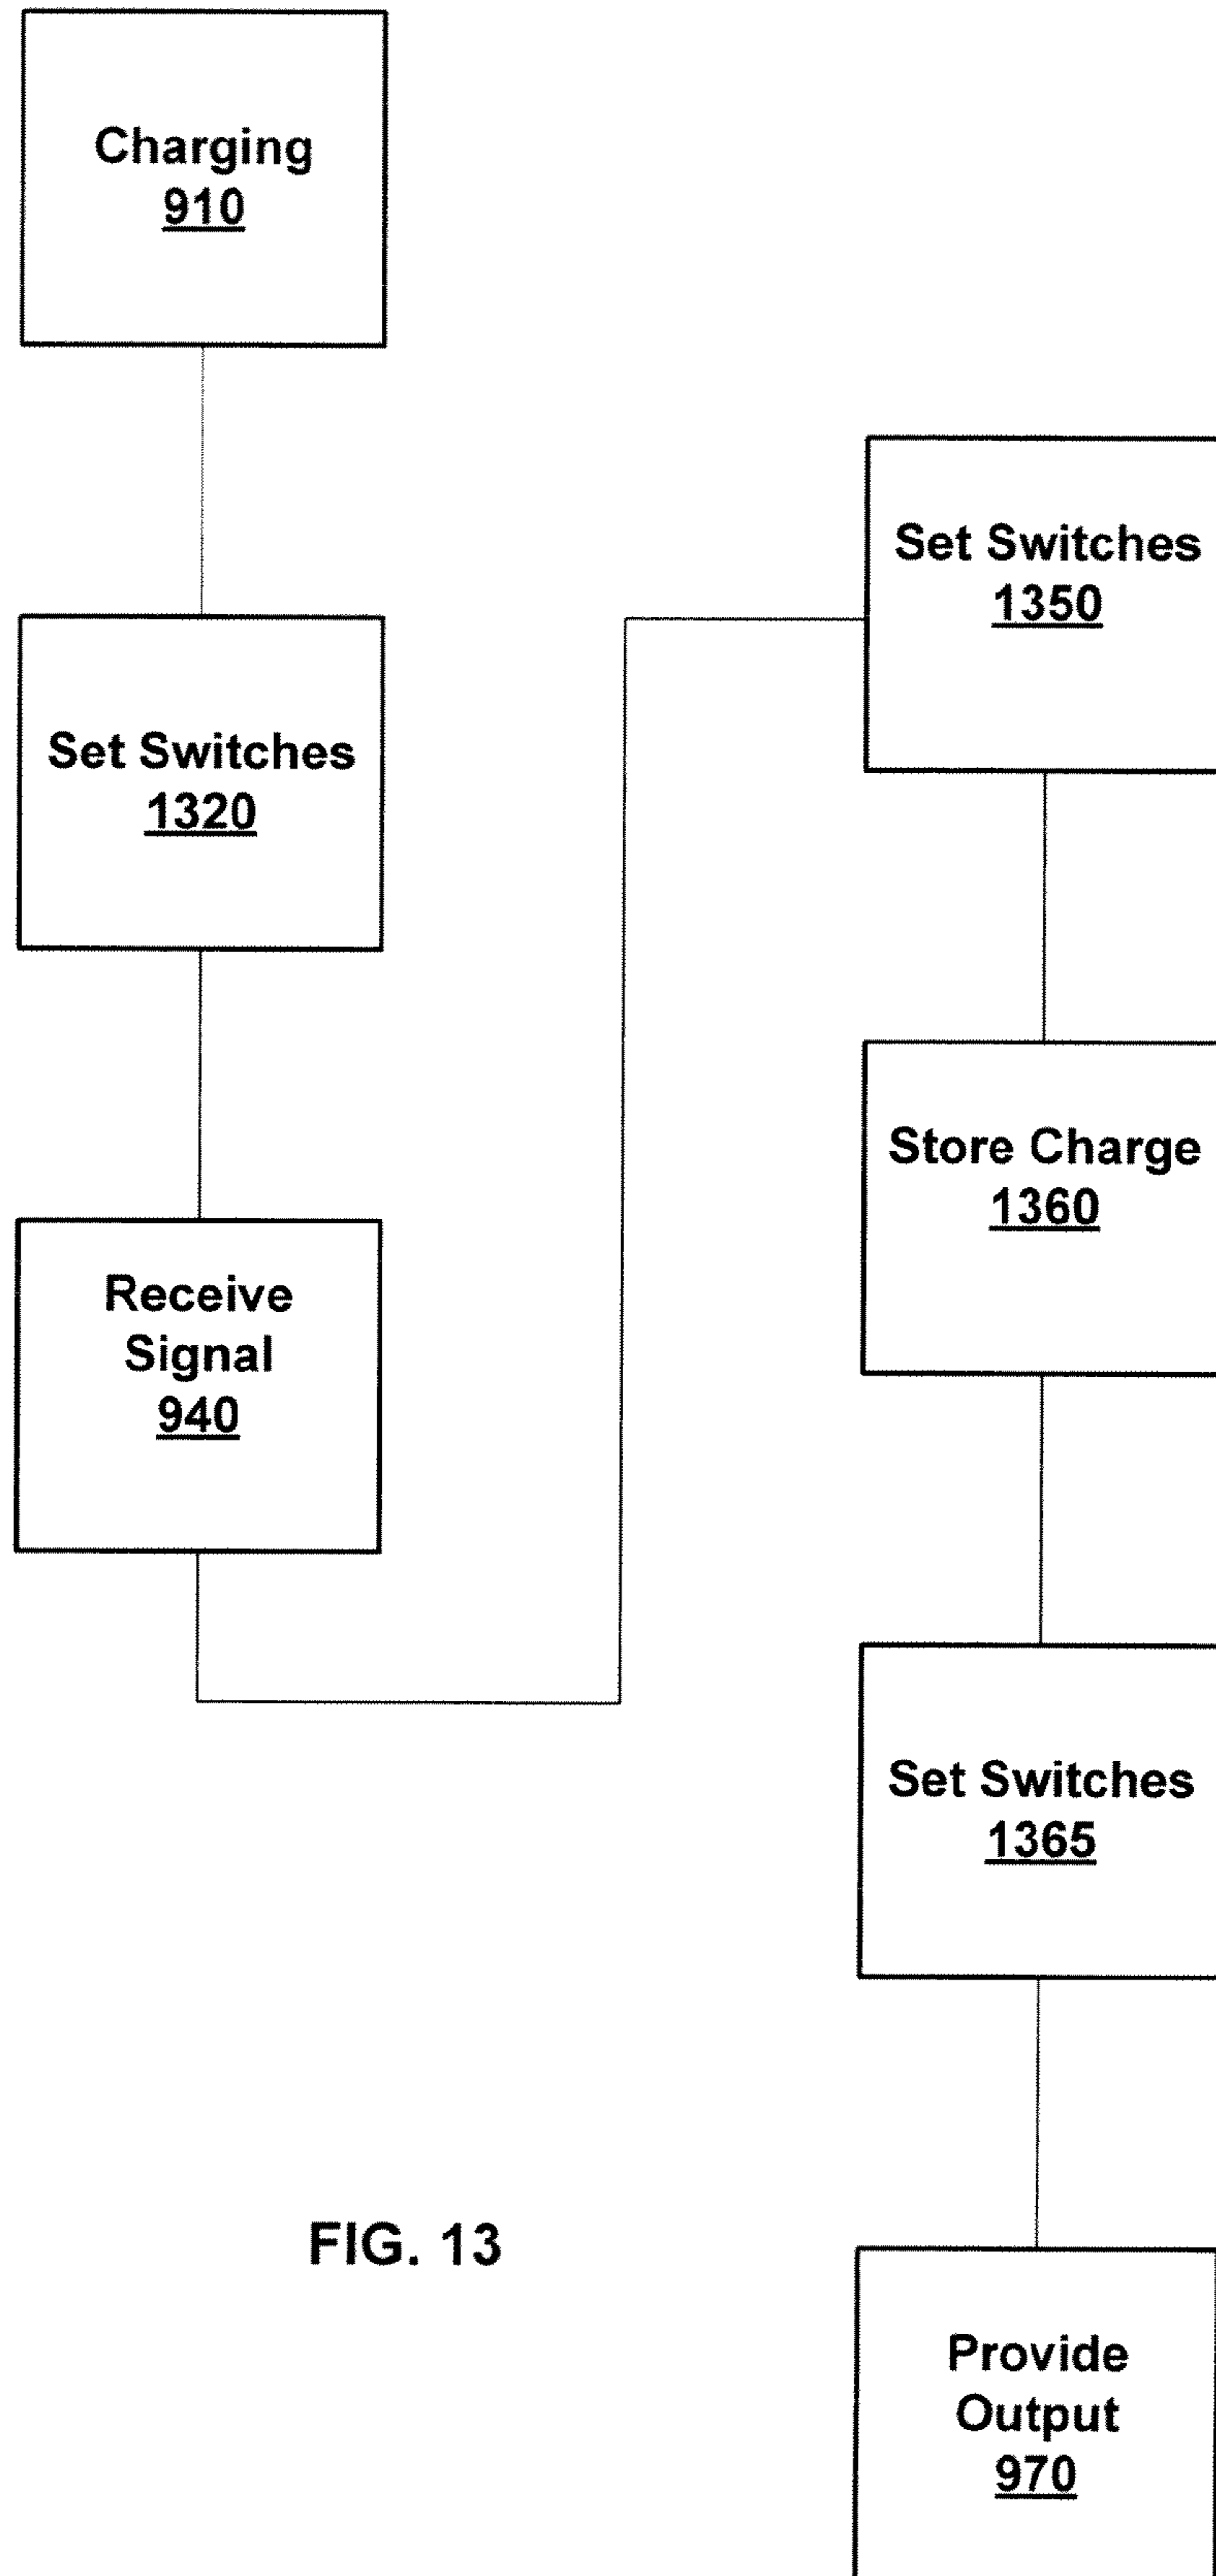 Charging
910
Set Switches
1320
Receive
Signal
940
Set Switches
1350
Store Charge
1360
Set Switches
1365
Provide
Output
970
FIG. 13